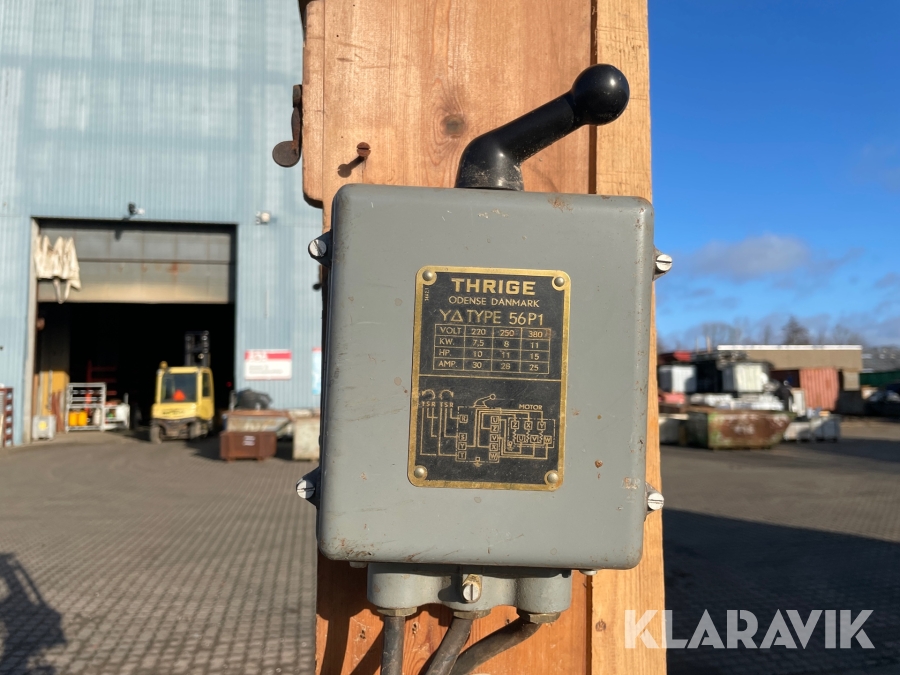 THRIGE
ODENSE DANMARK
Y△ TYPE 56P1
VOLT 220 250 380
KW. 7,5 8 11
HP. 10 11 15
AMP. 30 28 25
T S R T S R
MOTOR
KLARAVIK